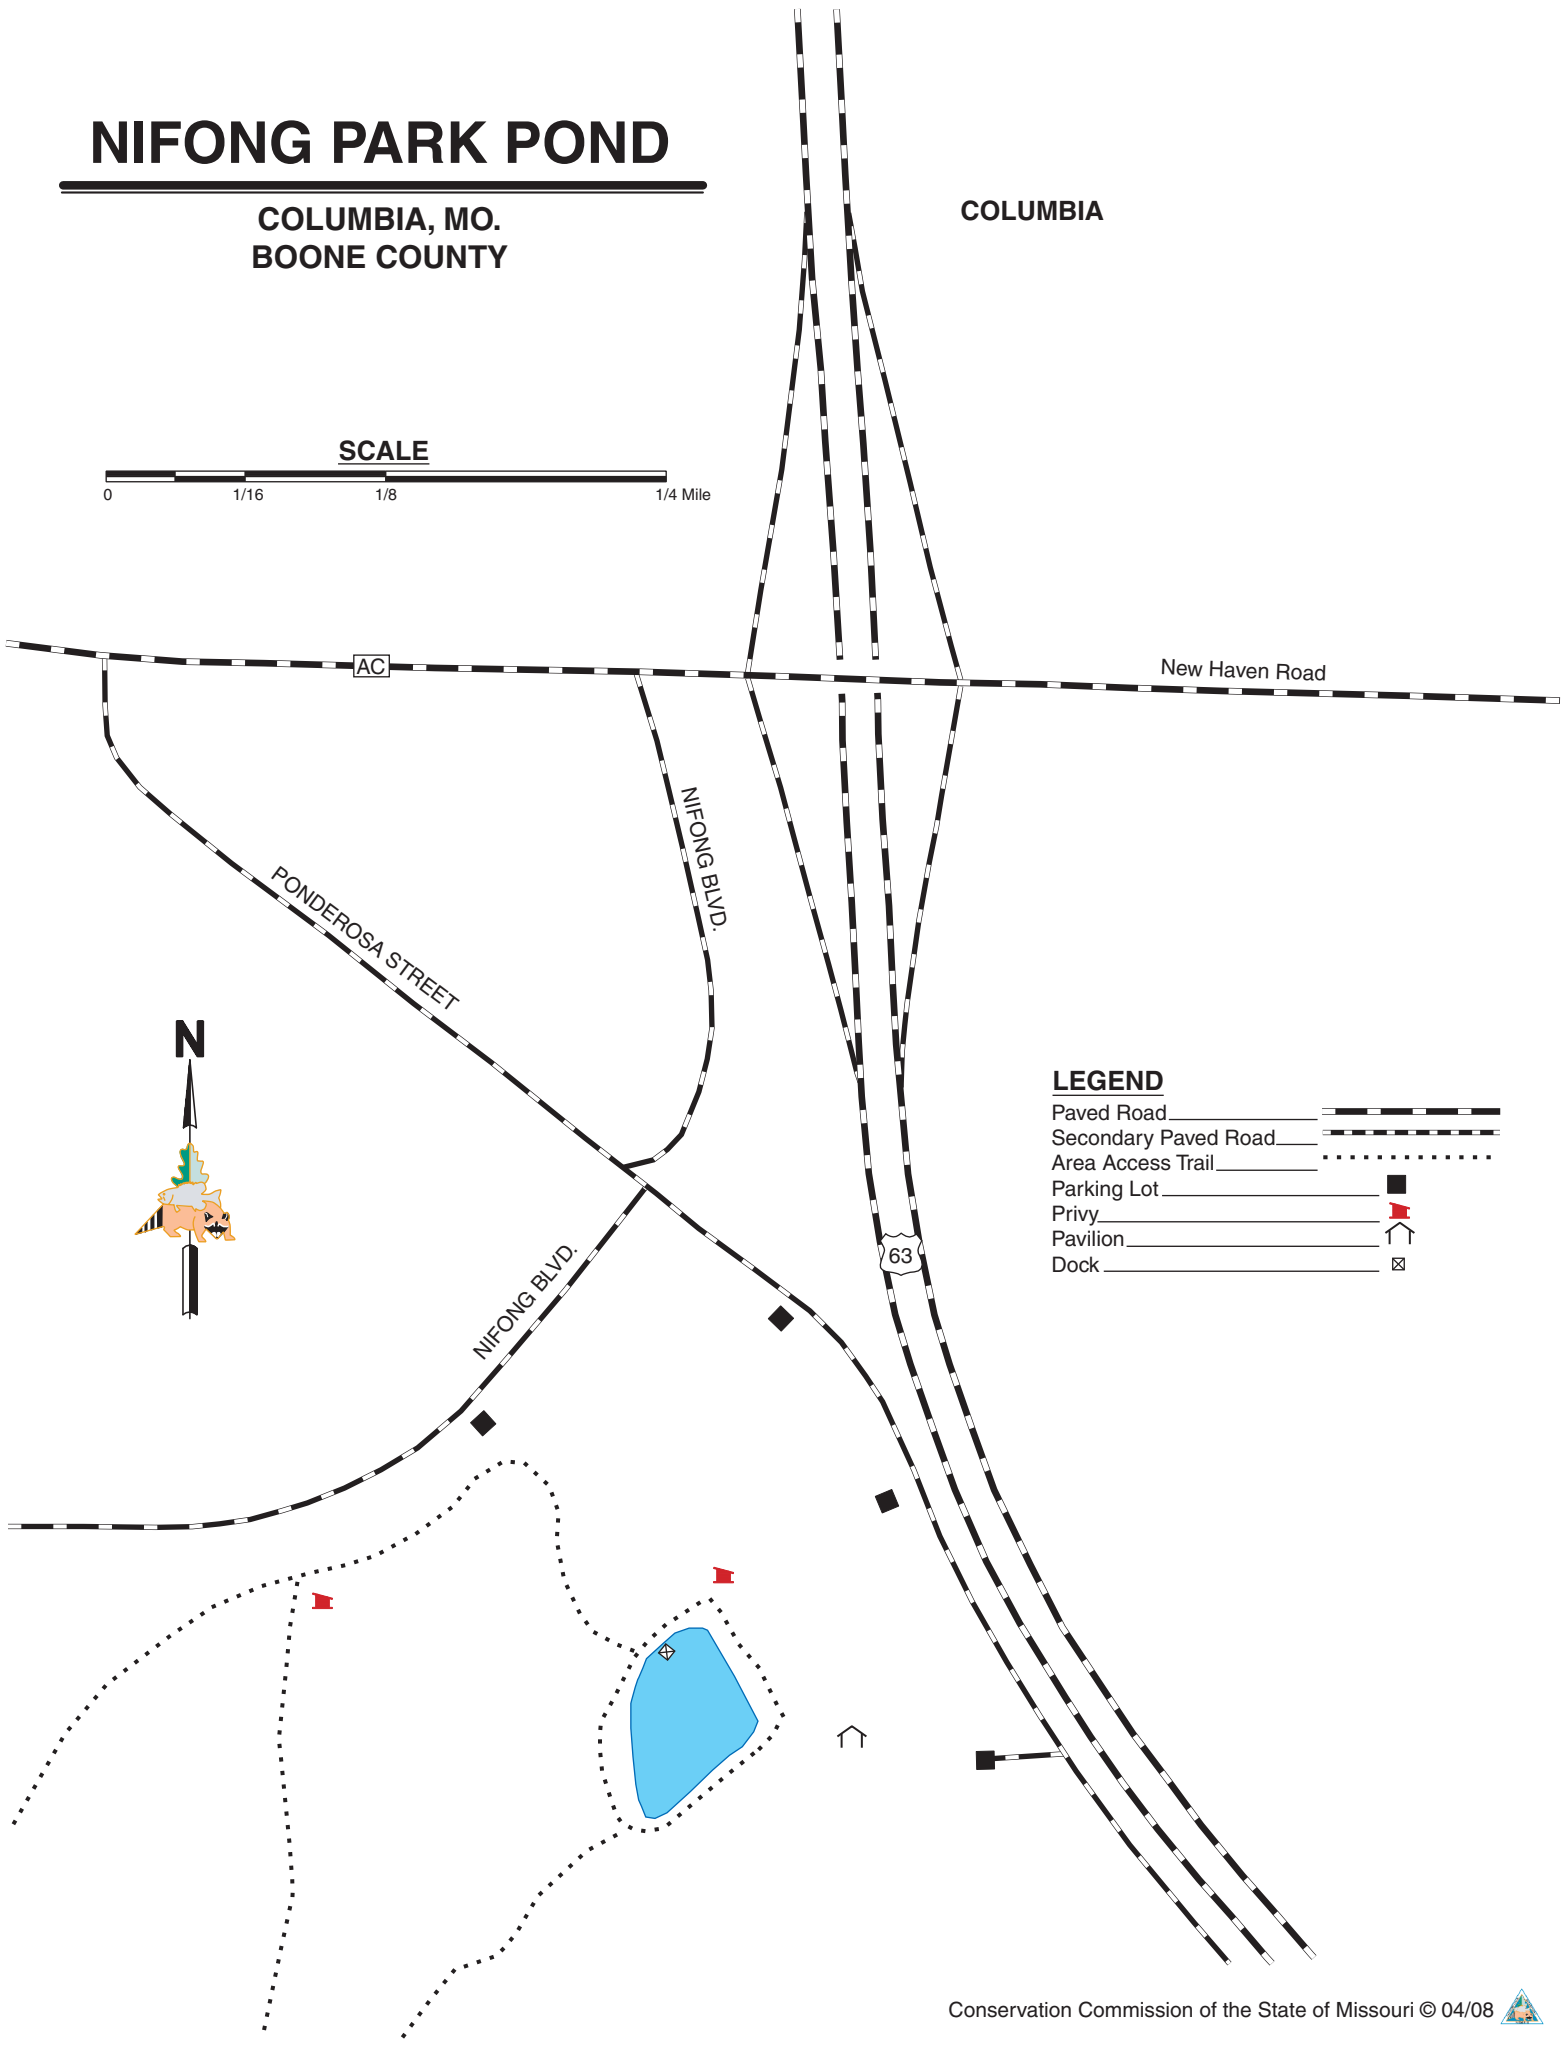 NIFONG PARK POND
COLUMBIA, MO.
BOONE COUNTY
COLUMBIA
SCALE
0 1/16 1/8 1/4 Mile
AC
New Haven Road
NIFONG BLVD.
PONDEROSA STREET
N
LEGEND
Paved Road
Secondary Paved Road
Area Access Trail
Parking Lot
Privy
Pavilion
Dock
63
NIFONG BLVD.
Conservation Commission of the State of Missouri © 04/08